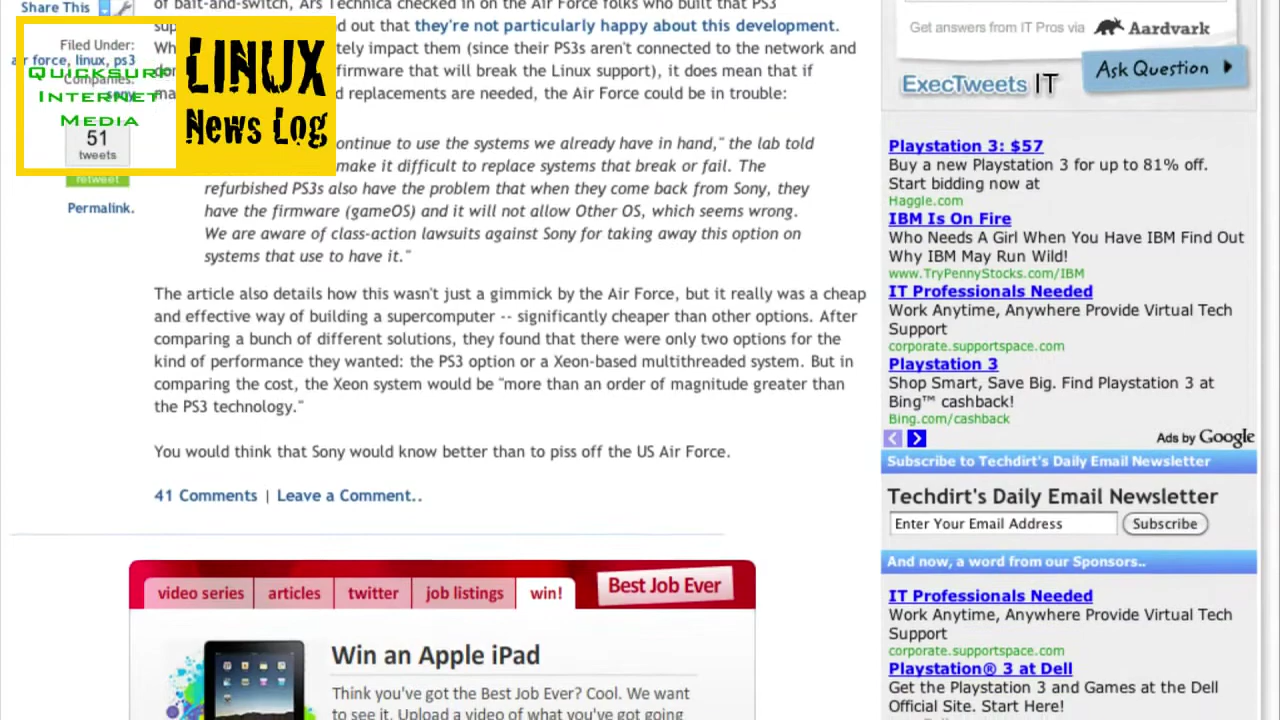 Share This
of bait-and-switch, Ars Technica checked in on the Air Force folks who built that PS3
out that they're not particularly happy about this development.
tely impact them (since their PS3s aren't connected to the network and
firmware that will break the Linux support), it does mean that if
d replacements are needed, the Air Force could be in trouble:
Filed Under:
air force, linux, ps3
Companies:
sony
Quicksurf
Internet
Media
LINUX
News Log
51
tweets
retweet
Permalink.
ontinue to use the systems we already have in hand," the lab told
make it difficult to replace systems that break or fail. The
refurbished PS3s also have the problem that when they come back from Sony, they
have the firmware (gameOS) and it will not allow Other OS, which seems wrong.
We are aware of class-action lawsuits against Sony for taking away this option on
systems that use to have it."
The article also details how this wasn't just a gimmick by the Air Force, but it really was a cheap
and effective way of building a supercomputer -- significantly cheaper than other options. After
comparing a bunch of different solutions, they found that there were only two options for the
kind of performance they wanted: the PS3 option or a Xeon-based multithreaded system. But in
comparing the cost, the Xeon system would be "more than an order of magnitude greater than
the PS3 technology."
You would think that Sony would know better than to piss off the US Air Force.
41 Comments | Leave a Comment..
video series
articles
twitter
job listings
win!
Best Job Ever
Win an Apple iPad
Think you've got the Best Job Ever? Cool. We want
to see it. Upload a video of what you've got going
Get answers from IT Pros via Aardvark
ExecTweets IT
Ask Question
Playstation 3: $57
Buy a new Playstation 3 for up to 81% off.
Start bidding now at
Haggle.com
IBM Is On Fire
Who Needs A Girl When You Have IBM Find Out
Why IBM May Run Wild!
www.TryPennyStocks.com/IBM
IT Professionals Needed
Work Anytime, Anywhere Provide Virtual Tech
Support
corporate.supportspace.com
Playstation 3
Shop Smart, Save Big. Find Playstation 3 at
Bing™ cashback!
Bing.com/cashback
Ads by Google
Subscribe to Techdirt's Daily Email Newsletter
Techdirt's Daily Email Newsletter
Enter Your Email Address
Subscribe
And now, a word from our Sponsors..
IT Professionals Needed
Work Anytime, Anywhere Provide Virtual Tech
Support
corporate.supportspace.com
Playstation® 3 at Dell
Get the Playstation 3 and Games at the Dell
Official Site. Start Here!